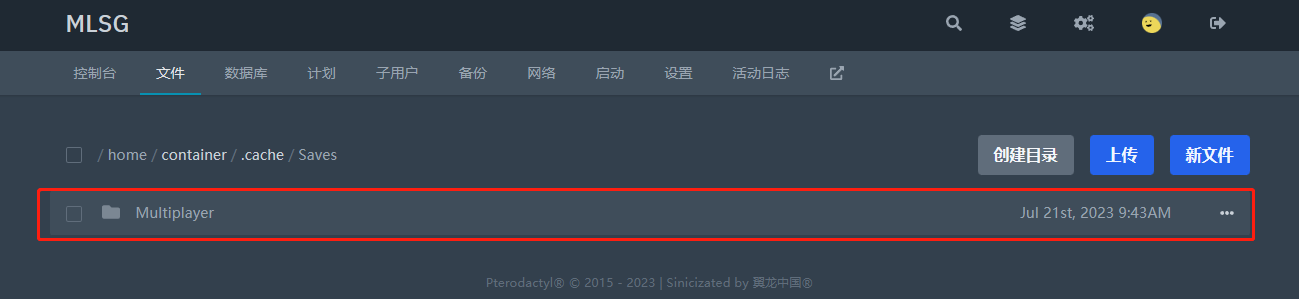 MLSG
控制台 文件 数据库 计划 子用户 备份 网络 启动 设置 活动日志
/ home / container / .cache / Saves 创建目录 上传 新文件
Multiplayer Jul 21st, 2023 9:43AM
Pterodactyl® © 2015 - 2023 | Sinicizated by 翼龙中国®